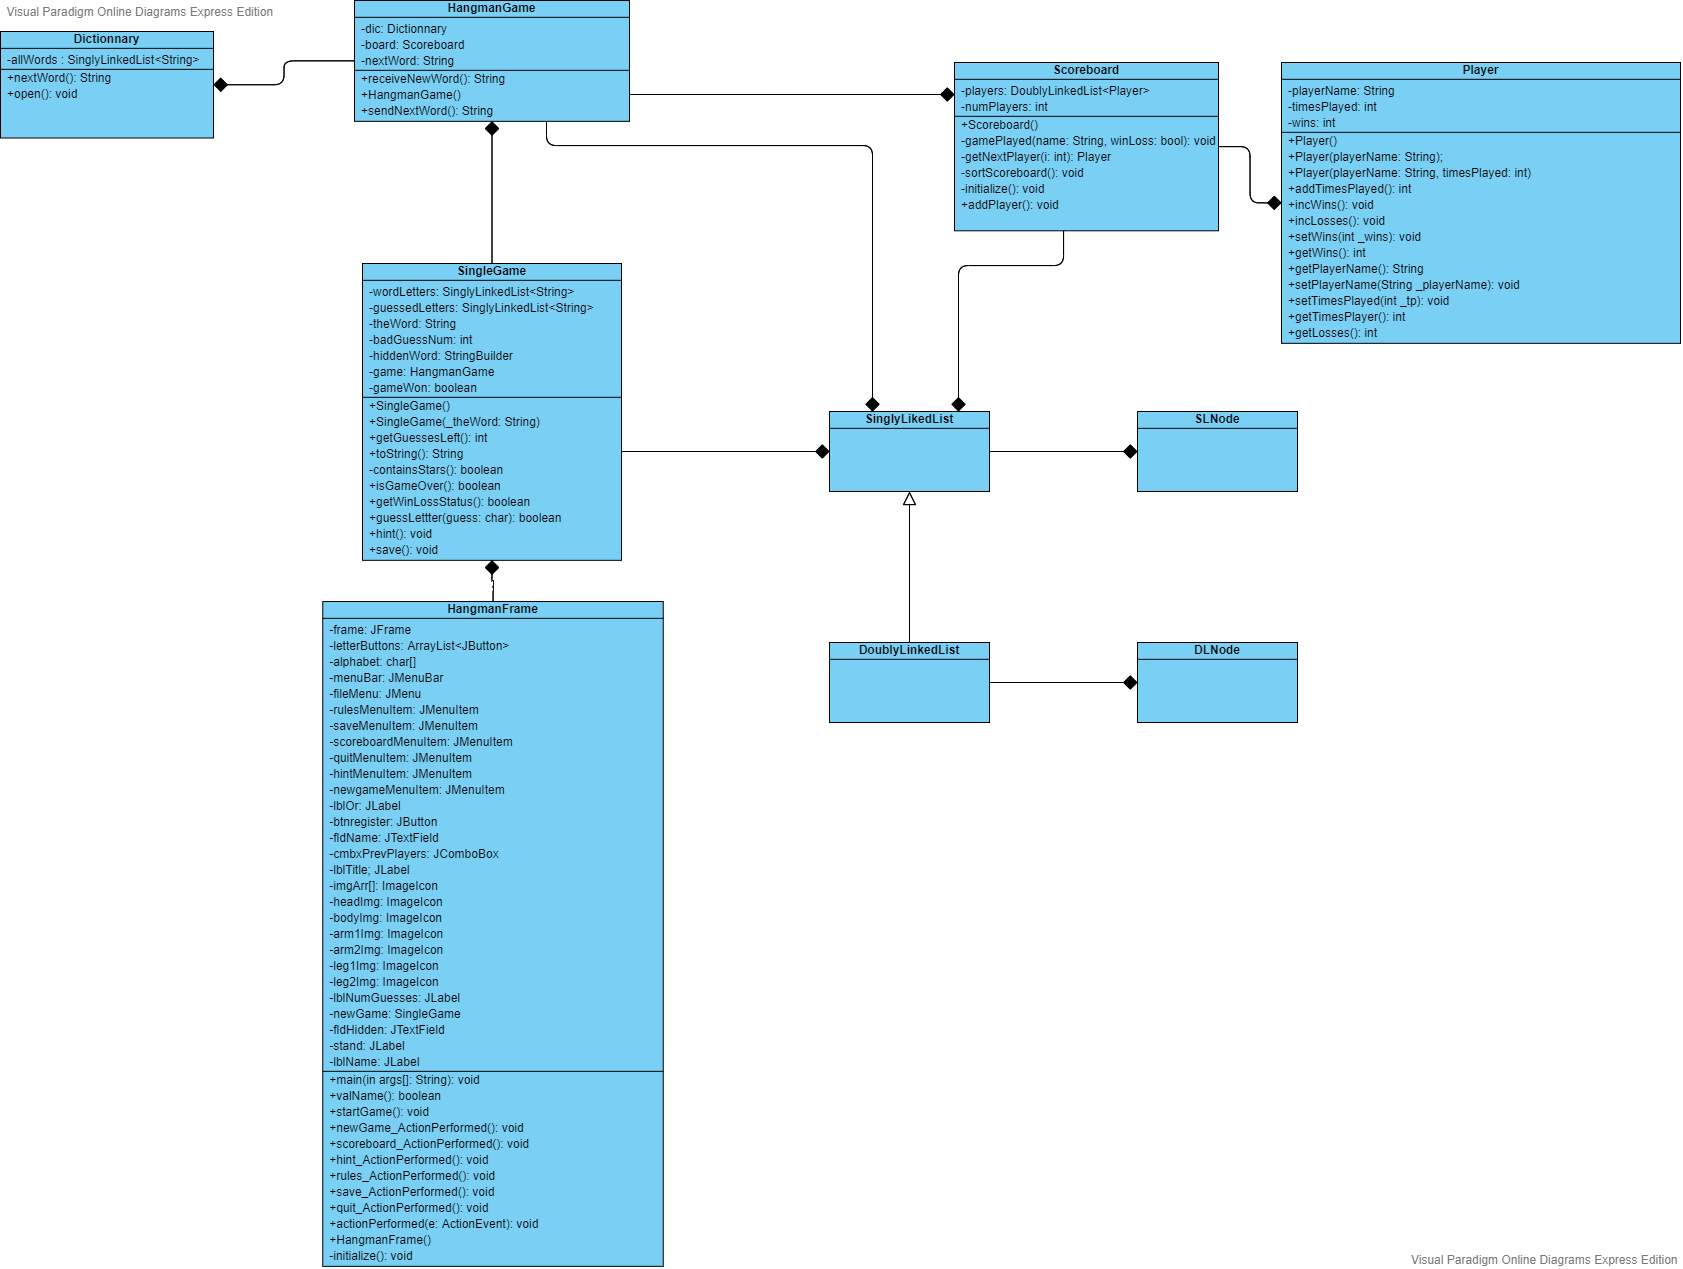 Visual Paradigm Online Diagrams Express Edition
Dictionnary
-allWords : SinglyLinkedList<String>
+nextWord(): String
+open(): void
HangmanGame
-dic: Dictionnary
-board: Scoreboard
-nextWord: String
+receiveNewWord(): String
+HangmanGame()
+sendNextWord(): String
Scoreboard
-players: DoublyLinkedList<Player>
-numPlayers: int
+Scoreboard()
-gamePlayed(name: String, winLoss: bool): void
-getNextPlayer(i: int): Player
-sortScoreboard(): void
-initialize(): void
+addPlayer(): void
Player
-playerName: String
-timesPlayed: int
-wins: int
+Player()
+Player(playerName: String);
+Player(playerName: String, timesPlayed: int)
+addTimesPlayed(): int
+incWins(): void
+incLosses(): void
+setWins(int _wins): void
+getWins(): int
+getPlayerName(): String
+setPlayerName(String _playerName): void
+setTimesPlayed(int _tp): void
+getTimesPlayer(): int
+getLosses(): int
SingleGame
-wordLetters: SinglyLinkedList<String>
-guessedLetters: SinglyLinkedList<String>
-theWord: String
-badGuessNum: int
-hiddenWord: StringBuilder
-game: HangmanGame
-gameWon: boolean
+SingleGame()
+SingleGame(_theWord: String)
+getGuessesLeft(): int
+toString(): String
-containsStars(): boolean
+isGameOver(): boolean
+getWinLossStatus(): boolean
+guessLettter(guess: char): boolean
+hint(): void
+save(): void
SinglyLikedList
SLNode
DoublyLinkedList
DLNode
HangmanFrame
-frame: JFrame
-letterButtons: ArrayList<JButton>
-alphabet: char[]
-menuBar: JMenuBar
-fileMenu: JMenu
-rulesMenuItem: JMenuItem
-saveMenuItem: JMenuItem
-scoreboardMenuItem: JMenuItem
-quitMenuItem: JMenuItem
-hintMenuItem: JMenuItem
-newgameMenuItem: JMenuItem
-lblOr: JLabel
-btnregister: JButton
-fldName: JTextField
-cmbxPrevPlayers: JComboBox
-lblTitle; JLabel
-imgArr[]: ImageIcon
-headImg: ImageIcon
-bodyImg: ImageIcon
-arm1Img: ImageIcon
-arm2Img: ImageIcon
-leg1Img: ImageIcon
-leg2Img: ImageIcon
-lblNumGuesses: JLabel
-newGame: SingleGame
-fldHidden: JTextField
-stand: JLabel
-lblName: JLabel
+main(in args[]: String): void
+valName(): boolean
+startGame(): void
+newGame_ActionPerformed(): void
+scoreboard_ActionPerformed(): void
+hint_ActionPerformed(): void
+rules_ActionPerformed(): void
+save_ActionPerformed(): void
+quit_ActionPerformed(): void
+actionPerformed(e: ActionEvent): void
+HangmanFrame()
-initialize(): void
Visual Paradigm Online Diagrams Express Edition